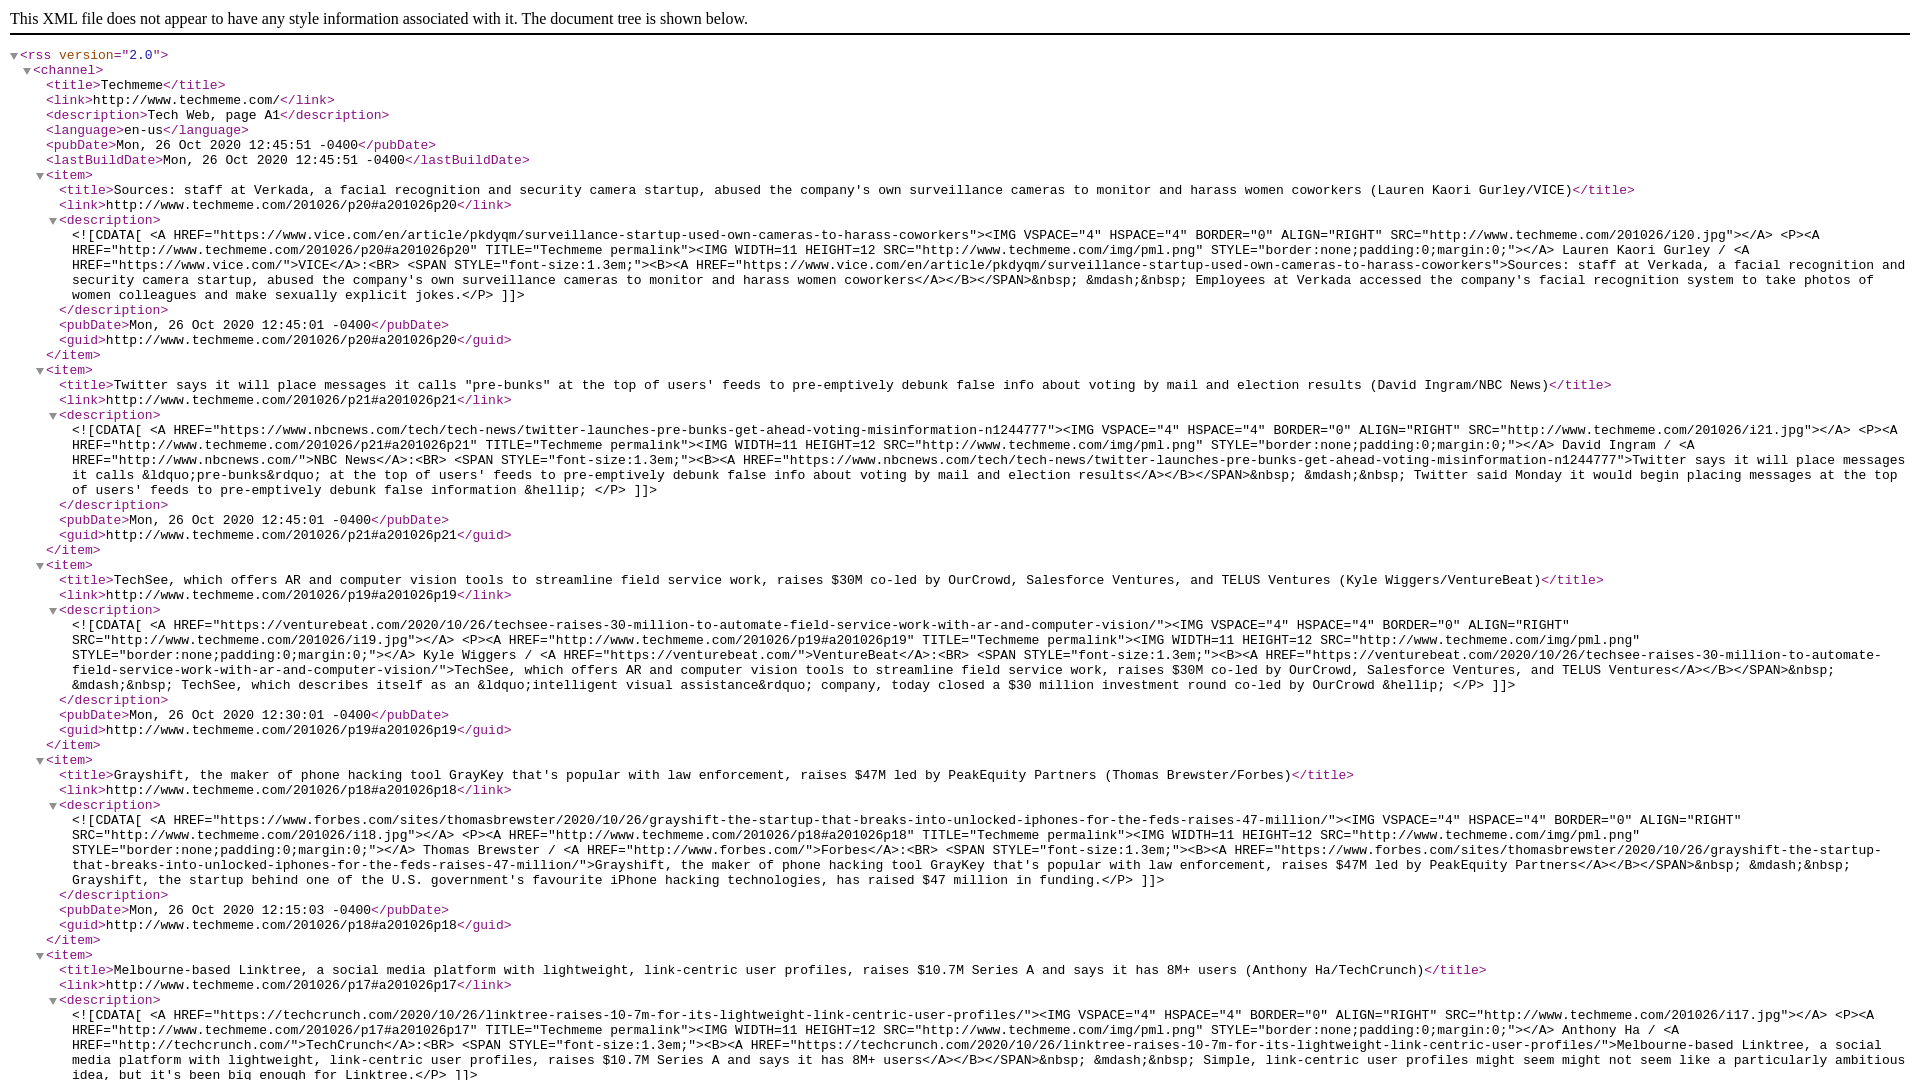 This XML file does not appear to have any style information associated with it. The document tree is shown below.
<rss version="2.0">
<channel>
<title>Techmeme</title>
<link>http://www.techmeme.com/</link>
<description>Tech Web, page A1</description>
<language>en-us</language>
<pubDate>Mon, 26 Oct 2020 12:45:51 -0400</pubDate>
<lastBuildDate>Mon, 26 Oct 2020 12:45:51 -0400</lastBuildDate>
<item>
<title>Sources: staff at Verkada, a facial recognition and security camera startup, abused the company's own surveillance cameras to monitor and harass women coworkers (Lauren Kaori Gurley/VICE)</title>
<link>http://www.techmeme.com/201026/p20#a201026p20</link>
<description>
<![CDATA[ <A HREF="https://www.vice.com/en/article/pkdyqm/surveillance-startup-used-own-cameras-to-harass-coworkers"><IMG VSPACE="4" HSPACE="4" BORDER="0" ALIGN="RIGHT" SRC="http://www.techmeme.com/201026/i20.jpg"></A> <P><A
HREF="http://www.techmeme.com/201026/p20#a201026p20" TITLE="Techmeme permalink"><IMG WIDTH=11 HEIGHT=12 SRC="http://www.techmeme.com/img/pml.png" STYLE="border:none;padding:0;margin:0;"></A> Lauren Kaori Gurley / <A
HREF="https://www.vice.com/">VICE</A>:<BR> <SPAN STYLE="font-size:1.3em;"><B><A HREF="https://www.vice.com/en/article/pkdyqm/surveillance-startup-used-own-cameras-to-harass-coworkers">Sources: staff at Verkada, a facial recognition and
security camera startup, abused the company's own surveillance cameras to monitor and harass women coworkers</A></B></SPAN>&nbsp; &mdash;&nbsp; Employees at Verkada accessed the company's facial recognition system to take photos of
women colleagues and make sexually explicit jokes.</P> ]]>
</description>
<pubDate>Mon, 26 Oct 2020 12:45:01 -0400</pubDate>
<guid>http://www.techmeme.com/201026/p20#a201026p20</guid>
</item>
<item>
<title>Twitter says it will place messages it calls "pre-bunks" at the top of users' feeds to pre-emptively debunk false info about voting by mail and election results (David Ingram/NBC News)</title>
<link>http://www.techmeme.com/201026/p21#a201026p21</link>
<description>
<![CDATA[ <A HREF="https://www.nbcnews.com/tech/tech-news/twitter-launches-pre-bunks-get-ahead-voting-misinformation-n1244777"><IMG VSPACE="4" HSPACE="4" BORDER="0" ALIGN="RIGHT" SRC="http://www.techmeme.com/201026/i21.jpg"></A> <P><A
HREF="http://www.techmeme.com/201026/p21#a201026p21" TITLE="Techmeme permalink"><IMG WIDTH=11 HEIGHT=12 SRC="http://www.techmeme.com/img/pml.png" STYLE="border:none;padding:0;margin:0;"></A> David Ingram / <A
HREF="http://www.nbcnews.com/">NBC News</A>:<BR> <SPAN STYLE="font-size:1.3em;"><B><A HREF="https://www.nbcnews.com/tech/tech-news/twitter-launches-pre-bunks-get-ahead-voting-misinformation-n1244777">Twitter says it will place messages
it calls &ldquo;pre-bunks&rdquo; at the top of users' feeds to pre-emptively debunk false info about voting by mail and election results</A></B></SPAN>&nbsp; &mdash;&nbsp; Twitter said Monday it would begin placing messages at the top
of users' feeds to pre-emptively debunk false information &hellip; </P> ]]>
</description>
<pubDate>Mon, 26 Oct 2020 12:45:01 -0400</pubDate>
<guid>http://www.techmeme.com/201026/p21#a201026p21</guid>
</item>
<item>
<title>TechSee, which offers AR and computer vision tools to streamline field service work, raises $30M co-led by OurCrowd, Salesforce Ventures, and TELUS Ventures (Kyle Wiggers/VentureBeat)</title>
<link>http://www.techmeme.com/201026/p19#a201026p19</link>
<description>
<![CDATA[ <A HREF="https://venturebeat.com/2020/10/26/techsee-raises-30-million-to-automate-field-service-work-with-ar-and-computer-vision/"><IMG VSPACE="4" HSPACE="4" BORDER="0" ALIGN="RIGHT"
SRC="http://www.techmeme.com/201026/i19.jpg"></A> <P><A HREF="http://www.techmeme.com/201026/p19#a201026p19" TITLE="Techmeme permalink"><IMG WIDTH=11 HEIGHT=12 SRC="http://www.techmeme.com/img/pml.png"
STYLE="border:none;padding:0;margin:0;"></A> Kyle Wiggers / <A HREF="https://venturebeat.com/">VentureBeat</A>:<BR> <SPAN STYLE="font-size:1.3em;"><B><A HREF="https://venturebeat.com/2020/10/26/techsee-raises-30-million-to-automate-
field-service-work-with-ar-and-computer-vision/">TechSee, which offers AR and computer vision tools to streamline field service work, raises $30M co-led by OurCrowd, Salesforce Ventures, and TELUS Ventures</A></B></SPAN>&nbsp;
&mdash;&nbsp; TechSee, which describes itself as an &ldquo;intelligent visual assistance&rdquo; company, today closed a $30 million investment round co-led by OurCrowd &hellip; </P> ]]>
</description>
<pubDate>Mon, 26 Oct 2020 12:30:01 -0400</pubDate>
<guid>http://www.techmeme.com/201026/p19#a201026p19</guid>
</item>
<item>
<title>Grayshift, the maker of phone hacking tool GrayKey that's popular with law enforcement, raises $47M led by PeakEquity Partners (Thomas Brewster/Forbes)</title>
<link>http://www.techmeme.com/201026/p18#a201026p18</link>
<description>
<![CDATA[ <A HREF="https://www.forbes.com/sites/thomasbrewster/2020/10/26/grayshift-the-startup-that-breaks-into-unlocked-iphones-for-the-feds-raises-47-million/"><IMG VSPACE="4" HSPACE="4" BORDER="0" ALIGN="RIGHT"
SRC="http://www.techmeme.com/201026/i18.jpg"></A> <P><A HREF="http://www.techmeme.com/201026/p18#a201026p18" TITLE="Techmeme permalink"><IMG WIDTH=11 HEIGHT=12 SRC="http://www.techmeme.com/img/pml.png"
STYLE="border:none;padding:0;margin:0;"></A> Thomas Brewster / <A HREF="http://www.forbes.com/">Forbes</A>:<BR> <SPAN STYLE="font-size:1.3em;"><B><A HREF="https://www.forbes.com/sites/thomasbrewster/2020/10/26/grayshift-the-startup-
that-breaks-into-unlocked-iphones-for-the-feds-raises-47-million/">Grayshift, the maker of phone hacking tool GrayKey that's popular with law enforcement, raises $47M led by PeakEquity Partners</A></B></SPAN>&nbsp; &mdash;&nbsp;
Grayshift, the startup behind one of the U.S. government's favourite iPhone hacking technologies, has raised $47 million in funding.</P> ]]>
</description>
<pubDate>Mon, 26 Oct 2020 12:15:03 -0400</pubDate>
<guid>http://www.techmeme.com/201026/p18#a201026p18</guid>
</item>
<item>
<title>Melbourne-based Linktree, a social media platform with lightweight, link-centric user profiles, raises $10.7M Series A and says it has 8M+ users (Anthony Ha/TechCrunch)</title>
<link>http://www.techmeme.com/201026/p17#a201026p17</link>
<description>
<![CDATA[ <A HREF="https://techcrunch.com/2020/10/26/linktree-raises-10-7m-for-its-lightweight-link-centric-user-profiles/"><IMG VSPACE="4" HSPACE="4" BORDER="0" ALIGN="RIGHT" SRC="http://www.techmeme.com/201026/i17.jpg"></A> <P><A
HREF="http://www.techmeme.com/201026/p17#a201026p17" TITLE="Techmeme permalink"><IMG WIDTH=11 HEIGHT=12 SRC="http://www.techmeme.com/img/pml.png" STYLE="border:none;padding:0;margin:0;"></A> Anthony Ha / <A
HREF="http://techcrunch.com/">TechCrunch</A>:<BR> <SPAN STYLE="font-size:1.3em;"><B><A HREF="https://techcrunch.com/2020/10/26/linktree-raises-10-7m-for-its-lightweight-link-centric-user-profiles/">Melbourne-based Linktree, a social
media platform with lightweight, link-centric user profiles, raises $10.7M Series A and says it has 8M+ users</A></B></SPAN>&nbsp; &mdash;&nbsp; Simple, link-centric user profiles might seem might not seem like a particularly ambitious
idea, but it's been big enough for Linktree.</P> ]]>